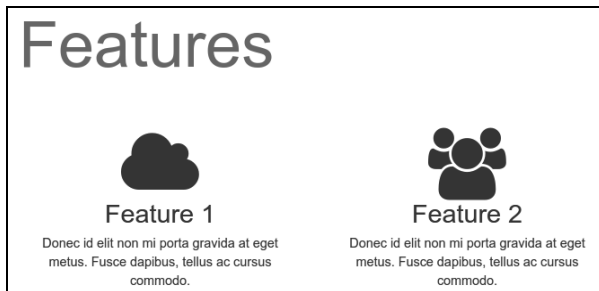 Features
Feature 1
Donec id elit non mi porta gravida at eget
metus. Fusce dapibus, tellus ac cursus
commodo.
Feature 2
Donec id elit non mi porta gravida at eget
metus. Fusce dapibus, tellus ac cursus
commodo.